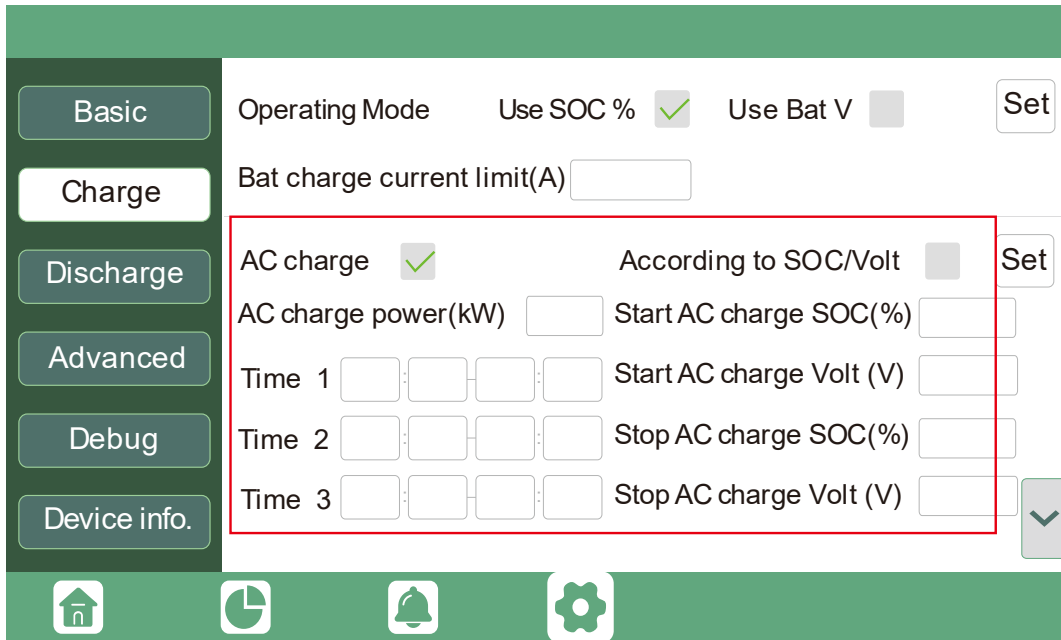 Basic
Charge
Discharge
Advanced
Debug
Device info.
Operating Mode Use SOC % Use Bat V Set
Bat charge current limit(A)
AC charge According to SOC/Volt Set
AC charge power(kW) Start AC charge SOC(%)
Time 1 : - : Start AC charge Volt (V)
Time 2 : - : Stop AC charge SOC(%)
Time 3 : - : Stop AC charge Volt (V)